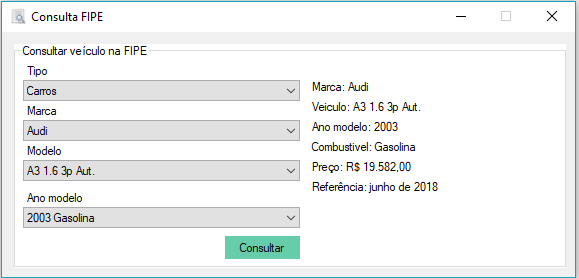 Consulta FIPE
Consultar veículo na FIPE
Tipo
Carros
Marca
Audi
Modelo
A3 1.6 3p Aut.
Ano modelo
2003 Gasolina
Consultar
Marca: Audi
Veiculo: A3 1.6 3p Aut.
Ano modelo: 2003
Combustivel: Gasolina
Preço: R$ 19.582,00
Referência: junho de 2018